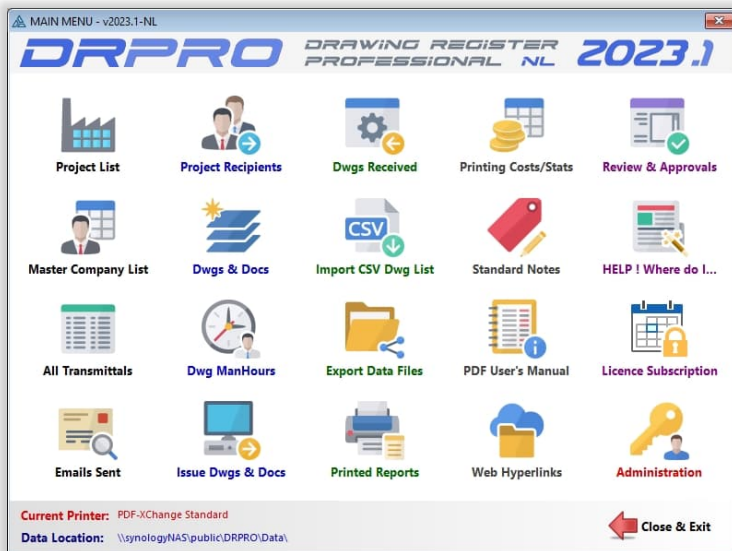 MAIN MENU - v2023.1-NL
DRPRO DRAWING REGISTER PROFESSIONAL NL 2023.1
Project List
Project Recipients
Dwgs Received
Printing Costs/Stats
Review & Approvals
Master Company List
Dwgs & Docs
CSV
Import CSV Dwg List
Standard Notes
HELP ! Where do I...
All Transmittals
Dwg ManHours
Export Data Files
PDF User's Manual
Licence Subscription
Emails Sent
Issue Dwgs & Docs
Printed Reports
Web Hyperlinks
Administration
Current Printer: PDF-XChange Standard
Data Location: \\synologyNAS\public\DRPRO\Data\
Close & Exit